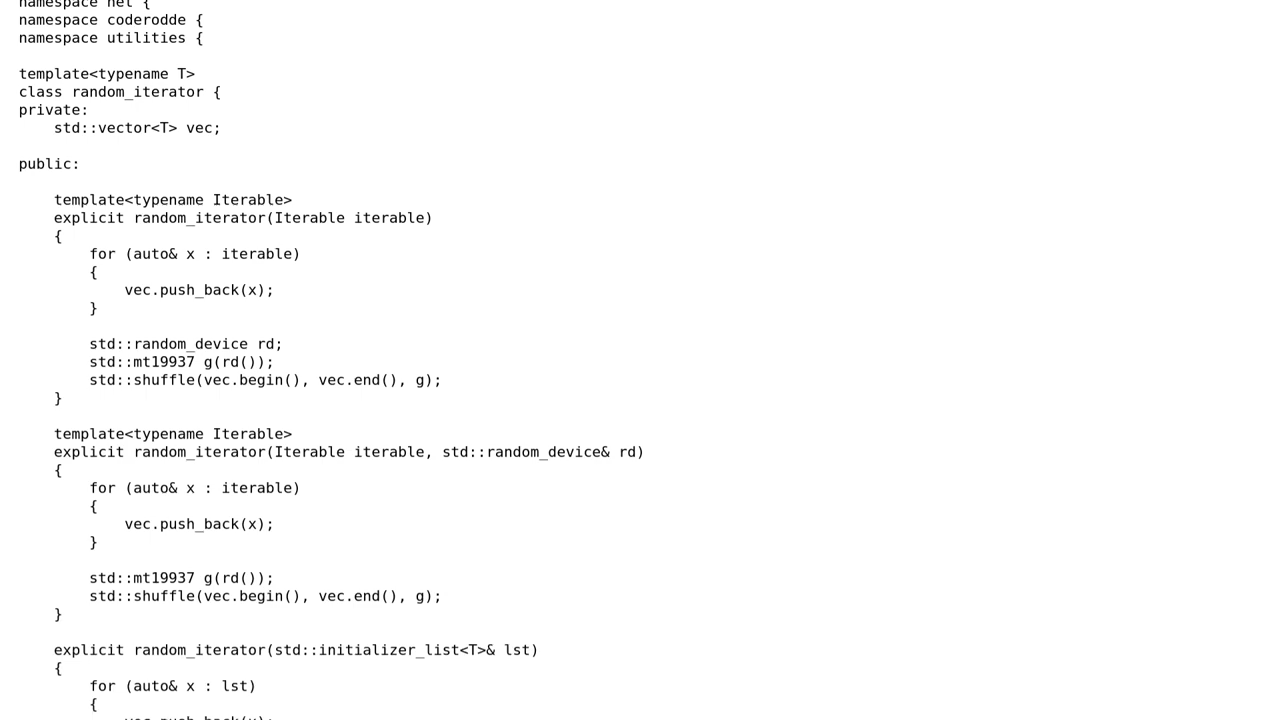 namespace net {
namespace coderodde {
namespace utilities {

template<typename T>
class random_iterator {
private:
    std::vector<T> vec;

public:

    template<typename Iterable>
    explicit random_iterator(Iterable iterable)
    {
        for (auto& x : iterable)
        {
            vec.push_back(x);
        }

        std::random_device rd;
        std::mt19937 g(rd());
        std::shuffle(vec.begin(), vec.end(), g);
    }

    template<typename Iterable>
    explicit random_iterator(Iterable iterable, std::random_device& rd)
    {
        for (auto& x : iterable)
        {
            vec.push_back(x);
        }

        std::mt19937 g(rd());
        std::shuffle(vec.begin(), vec.end(), g);
    }

    explicit random_iterator(std::initializer_list<T>& lst)
    {
        for (auto& x : lst)
        {
            vec.push_back(x);